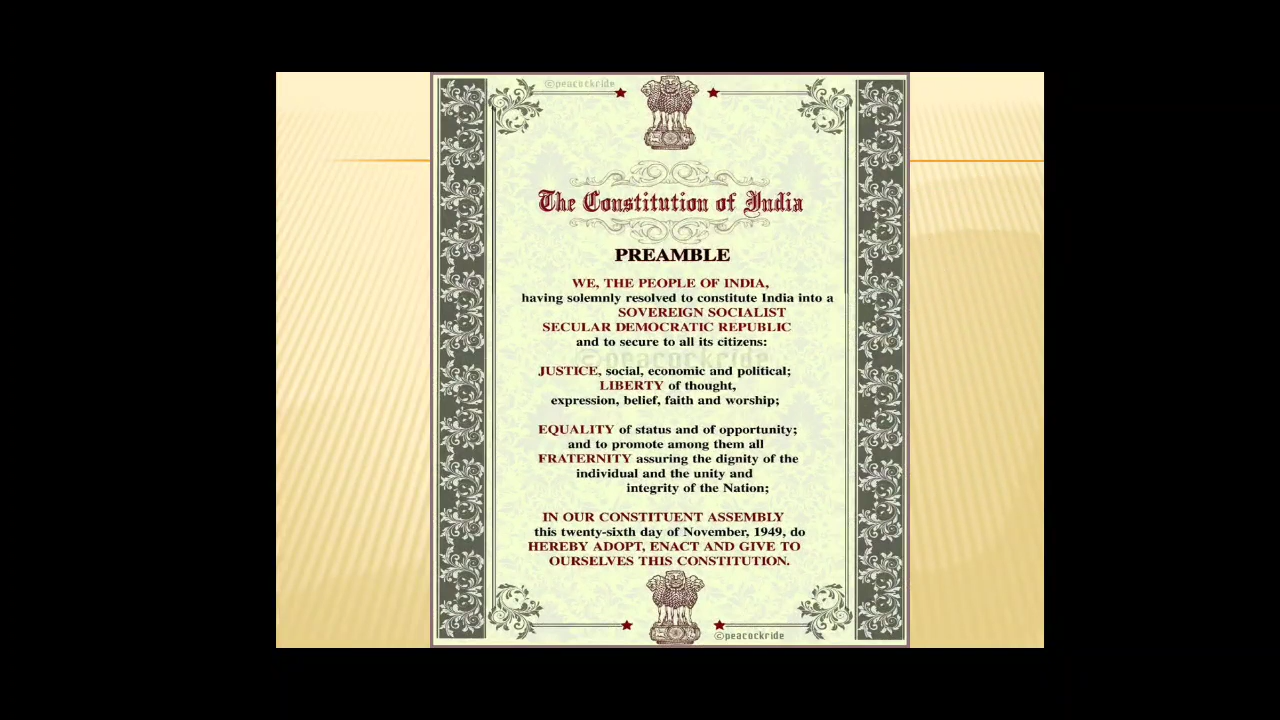 ©peacockride
The Constitution of India
PREAMBLE
WE, THE PEOPLE OF INDIA,
having solemnly resolved to constitute India into a
SOVEREIGN SOCIALIST
SECULAR DEMOCRATIC REPUBLIC
and to secure to all its citizens:
©peacockride
JUSTICE, social, economic and political;
LIBERTY of thought,
expression, belief, faith and worship;
EQUALITY of status and of opportunity;
and to promote among them all
FRATERNITY assuring the dignity of the
individual and the unity and
integrity of the Nation;
IN OUR CONSTITUENT ASSEMBLY
this twenty-sixth day of November, 1949, do
HEREBY ADOPT, ENACT AND GIVE TO
OURSELVES THIS CONSTITUTION.
©peacockride